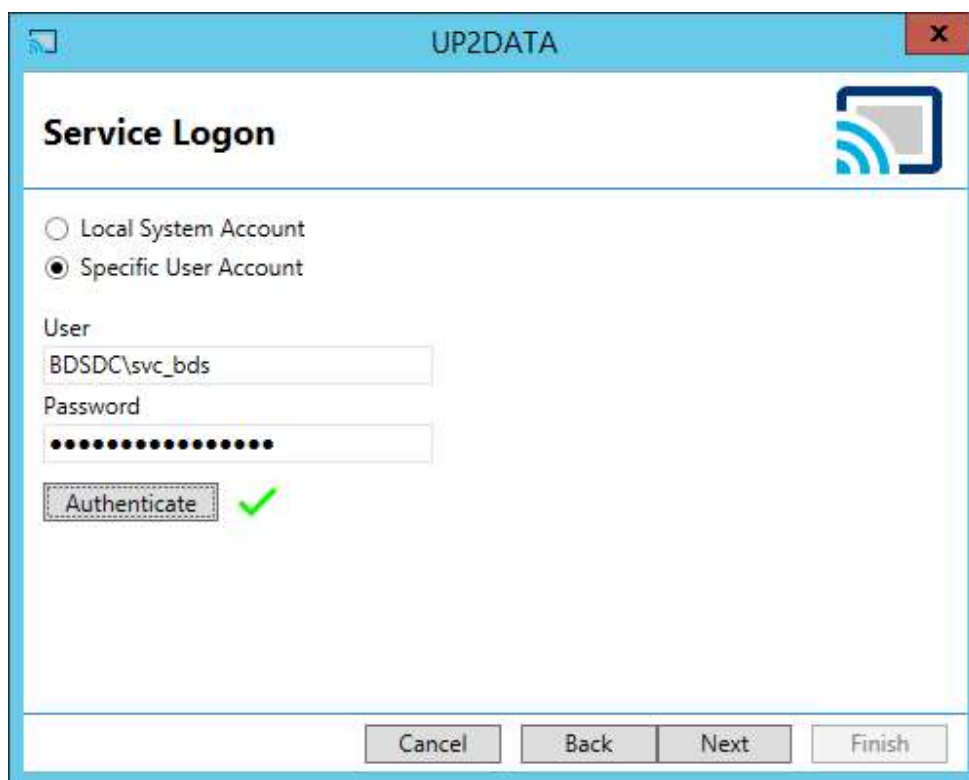 UP2DATA
x
Service Logon
Local System Account
Specific User Account
User
BDSDC\svc_bds
Password
●●●●●●●●●●●●●●●●
Authenticate
Cancel Back Next Finish